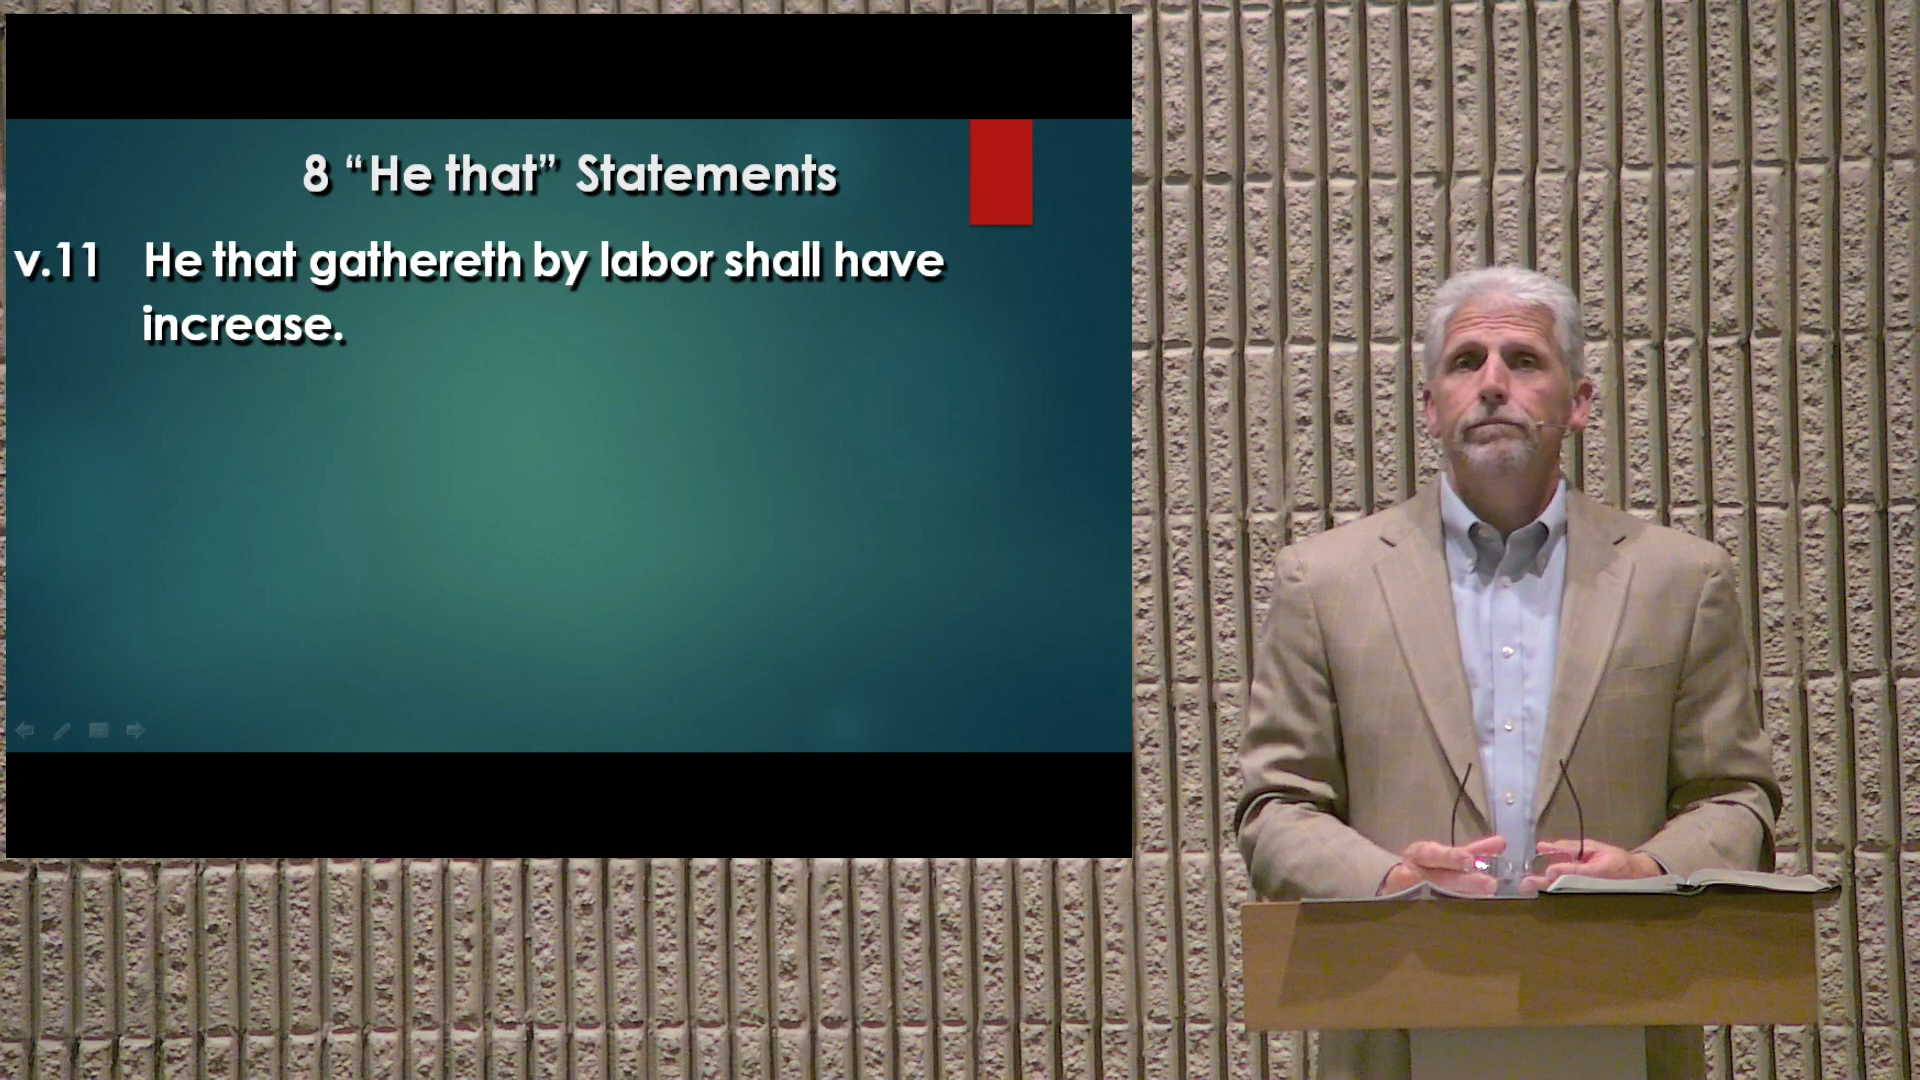 8 “He that” Statements
v.11 He that gathereth by labor shall have
increase.